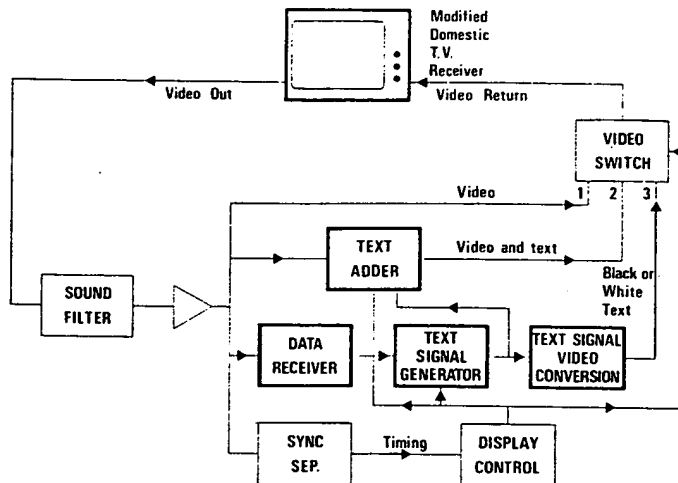 Modified
Domestic
T.V.
Receiver
Video Out
Video Return
VIDEO
SWITCH
1 2 3
Video
TEXT
ADDER
Video and text
Black or
White
Text
SOUND
FILTER
DATA
RECEIVER
TEXT
SIGNAL
GENERATOR
TEXT SIGNAL
VIDEO
CONVERSION
SYNC
SEP.
Timing
DISPLAY
CONTROL